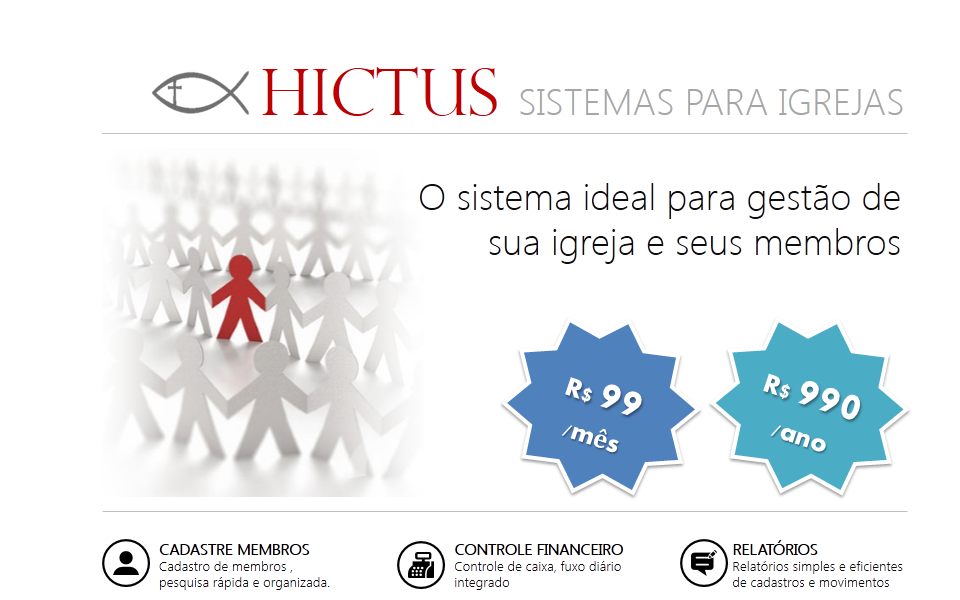 HICTUS SISTEMAS PARA IGREJAS
O sistema ideal para gestão de
sua igreja e seus membros
R$ 99
/mês
R$ 990
/ano
CADASTRE MEMBROS
Cadastro de membros ,
pesquisa rápida e organizada.
CONTROLE FINANCEIRO
Controle de caixa, fuxo diário
integrado
RELATÓRIOS
Relatórios simples e eficientes
de cadastros e movimentos